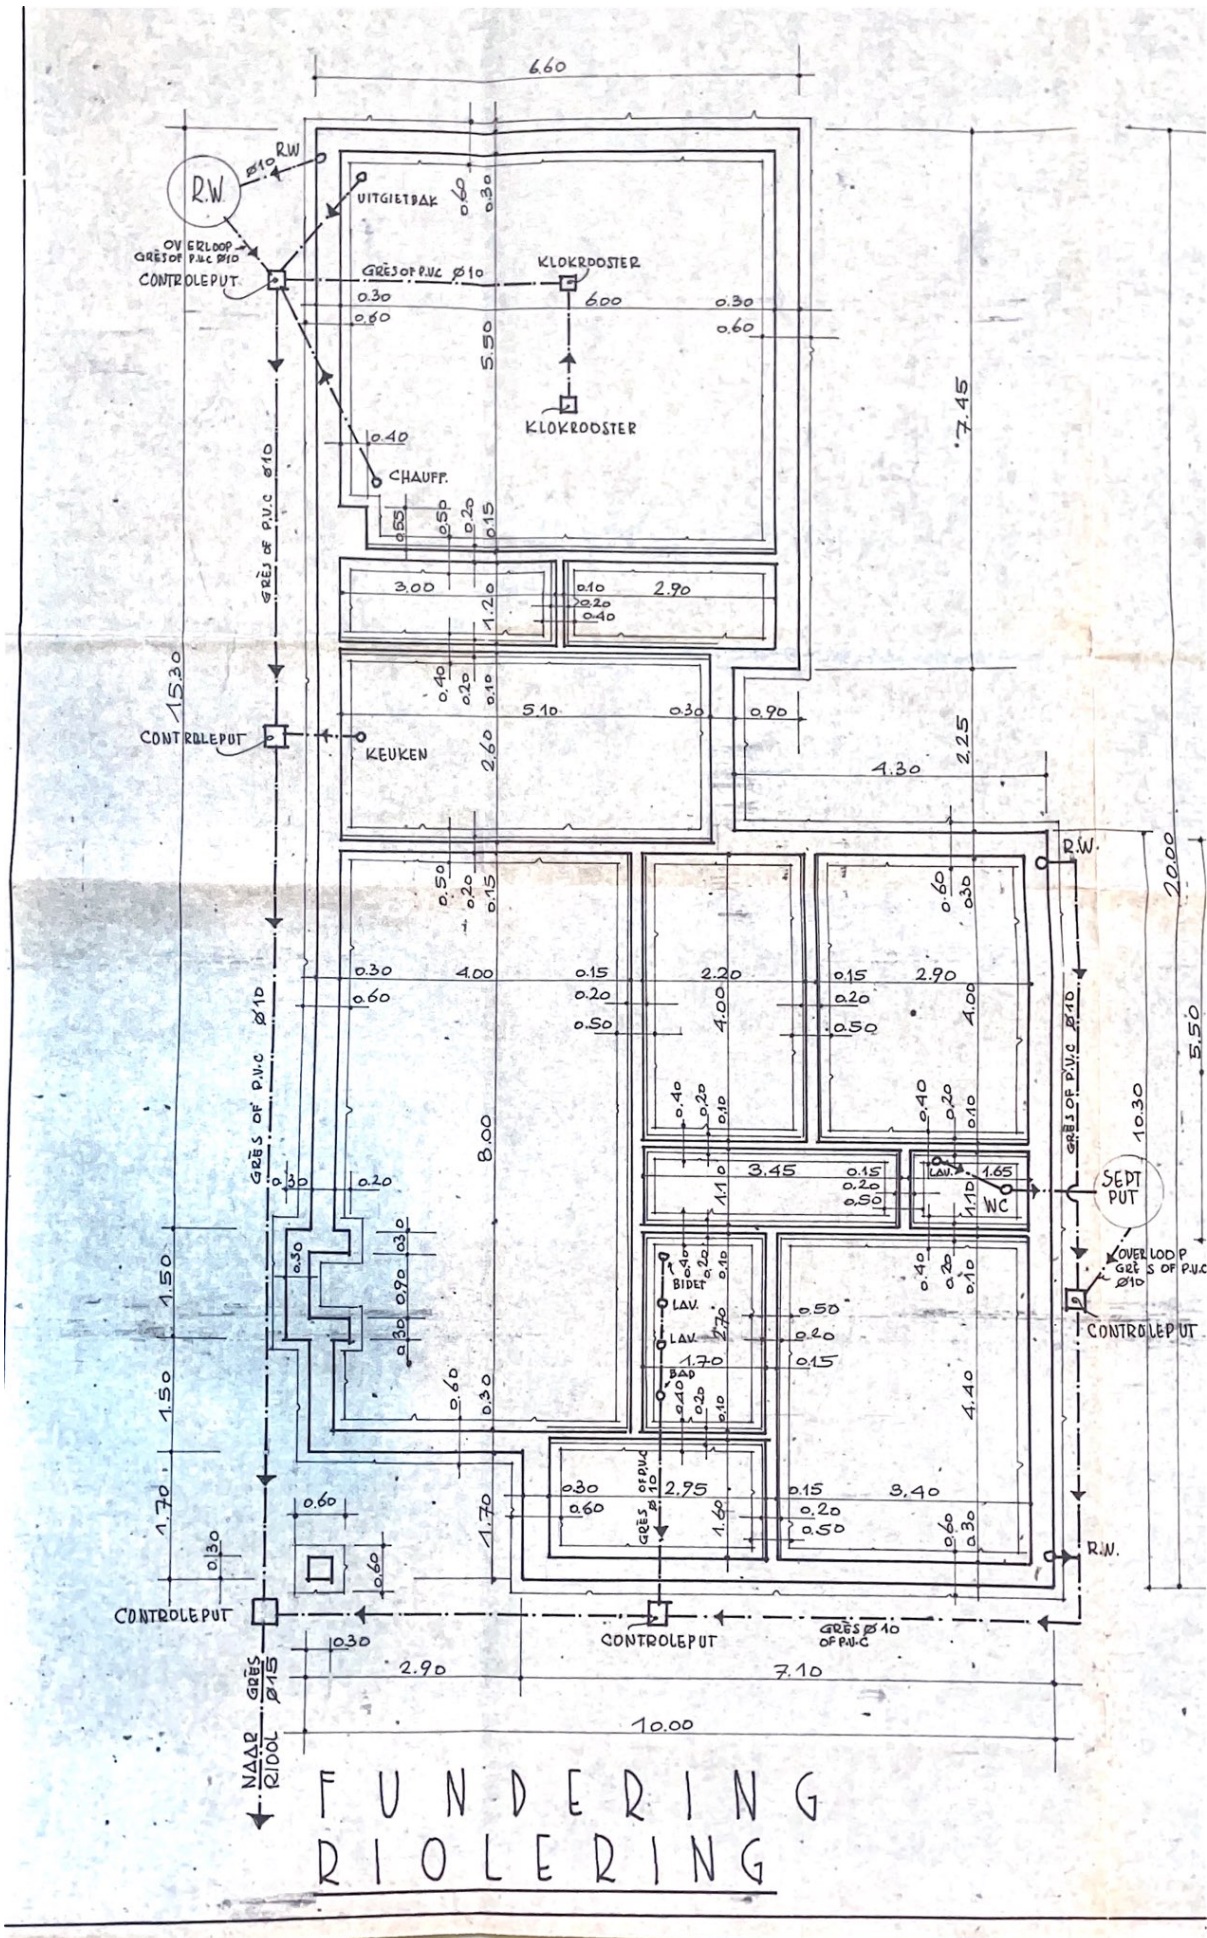 6.60
Ø10 RW
R.W.
UITGIETBAK
0.60
0.30
OVERLOOP
GRÈS OF P.V.C Ø10
CONTROLEPUT
GRÈS OF P.V.C Ø10
KLOKROOSTER
0.30
6.00
0.30
0.60
0.60
5.50
7.45
KLOKROOSTER
0.40
CHAUFF.
GRÈS OF P.V.C Ø10
0.55
0.50
0.20
0.15
3.00
1.20
0.10
2.90
0.20
0.40
15.30
0.40
0.20
0.10
5.10
0.30
0.90
CONTROLEPUT
KEUKEN
2.60
2.25
4.30
R.W.
20.00
0.50
0.20
0.15
0.60
0.30
0.30
4.00
0.15
2.20
0.15
2.90
0.60
0.20
0.20
0.50
0.50
4.00
4.00
GRÈS OF P.V.C Ø10
GRÈS OF P.V.C Ø10
5.50
10.30
8.00
0.40
0.20
0.10
0.40
0.20
0.10
3.45
0.15
0.20
0.50
1.10
LAV.
1.65
1.10
WC
SEPT
PUT
0.30
0.20
0.30
0.30
0.90
0.30
1.50
0.40
0.20
0.10
BIDET
LAV.
LAV.
BAD
2.70
1.70
0.50
0.20
0.15
0.40
0.20
0.10
OVERLOOP
GRÈS OF P.V.C
Ø10
CONTROLEPUT
1.50
0.60
0.30
0.40
0.20
0.10
4.40
1.70
0.60
1.70
0.30
2.95
0.15
3.40
0.60
0.20
0.50
GRÈS OF P.V.C
Ø10
1.60
0.60
0.30
R.W.
0.30
0.60
CONTROLEPUT
CONTROLEPUT
GRÈS Ø10
OF P.V.C
0.30
2.90
7.10
10.00
NAAR GRÈS
RIOOL Ø15
FUNDERING
RIOLERING